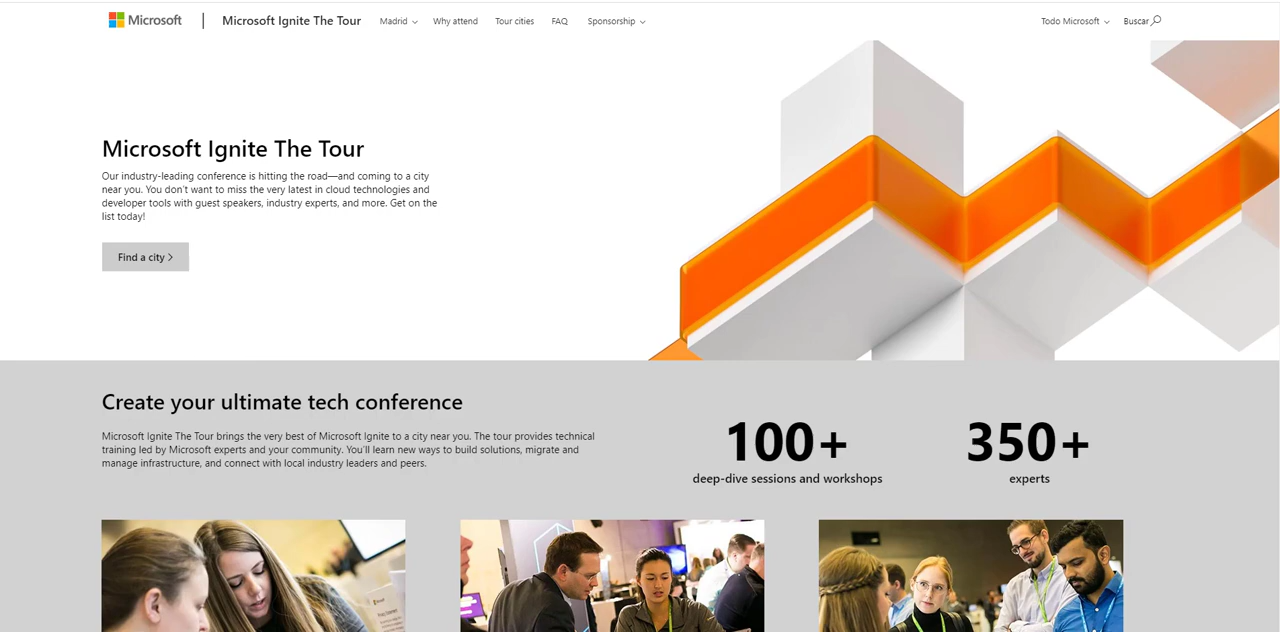 Microsoft
Microsoft Ignite The Tour
Madrid
Why attend
Tour cities
FAQ
Sponsorship
Todo Microsoft
Buscar
Microsoft Ignite The Tour
Our industry-leading conference is hitting the road—and coming to a city
near you. You don't want to miss the very latest in cloud technologies and
developer tools with guest speakers, industry experts, and more. Get on the
list today!
Find a city >
Create your ultimate tech conference
Microsoft Ignite The Tour brings the very best of Microsoft Ignite to a city near you. The tour provides technical
training led by Microsoft experts and your community. You'll learn new ways to build solutions, migrate and
manage infrastructure, and connect with local industry leaders and peers.
100+
deep-dive sessions and workshops
350+
experts